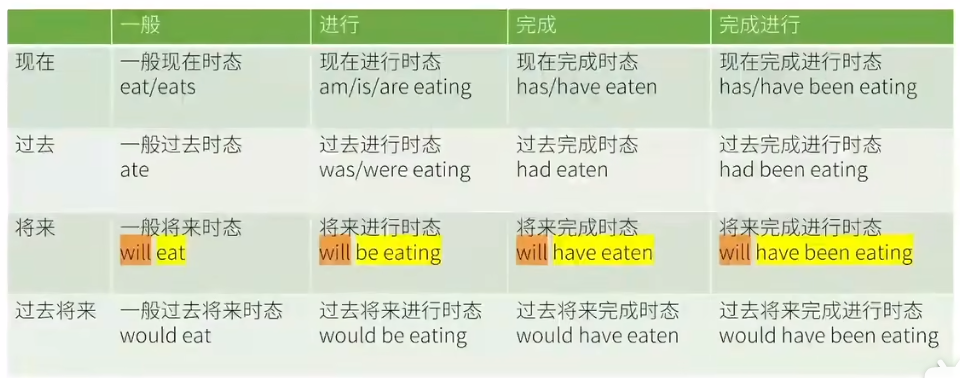 一般 进行 完成 完成进行
现在 一般现在时态 现在进行时态 现在完成时态 现在完成进行时态
eat/eats am/is/are eating has/have eaten has/have been eating
过去 一般过去时态 过去进行时态 过去完成时态 过去完成进行时态
ate was/were eating had eaten had been eating
将来 一般将来时态 将来进行时态 将来完成时态 将来完成进行时态
will eat will be eating will have eaten will have been eating
过去将来 一般过去将来时态 过去将来进行时态 过去将来完成时态 过去将来完成进行时态
would eat would be eating would have eaten would have been eating